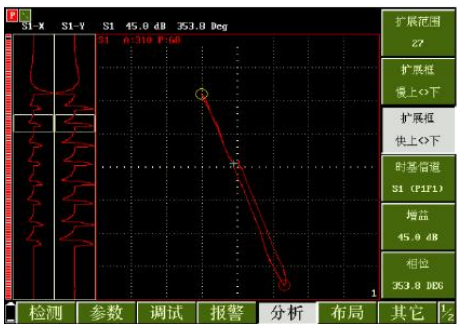 P
S1-X S1-Y S1 45.0 dB 353.8 Deg
S1 A:310 P:60
扩展范围
27
扩展框
慢上<>下
扩展框
快上<>下
时基信道
S1 (P1F1)
增益
45.0 dB
相位
353.8 DEG
1
检测 参数 调试 报警 分析 布局 其它 1/2